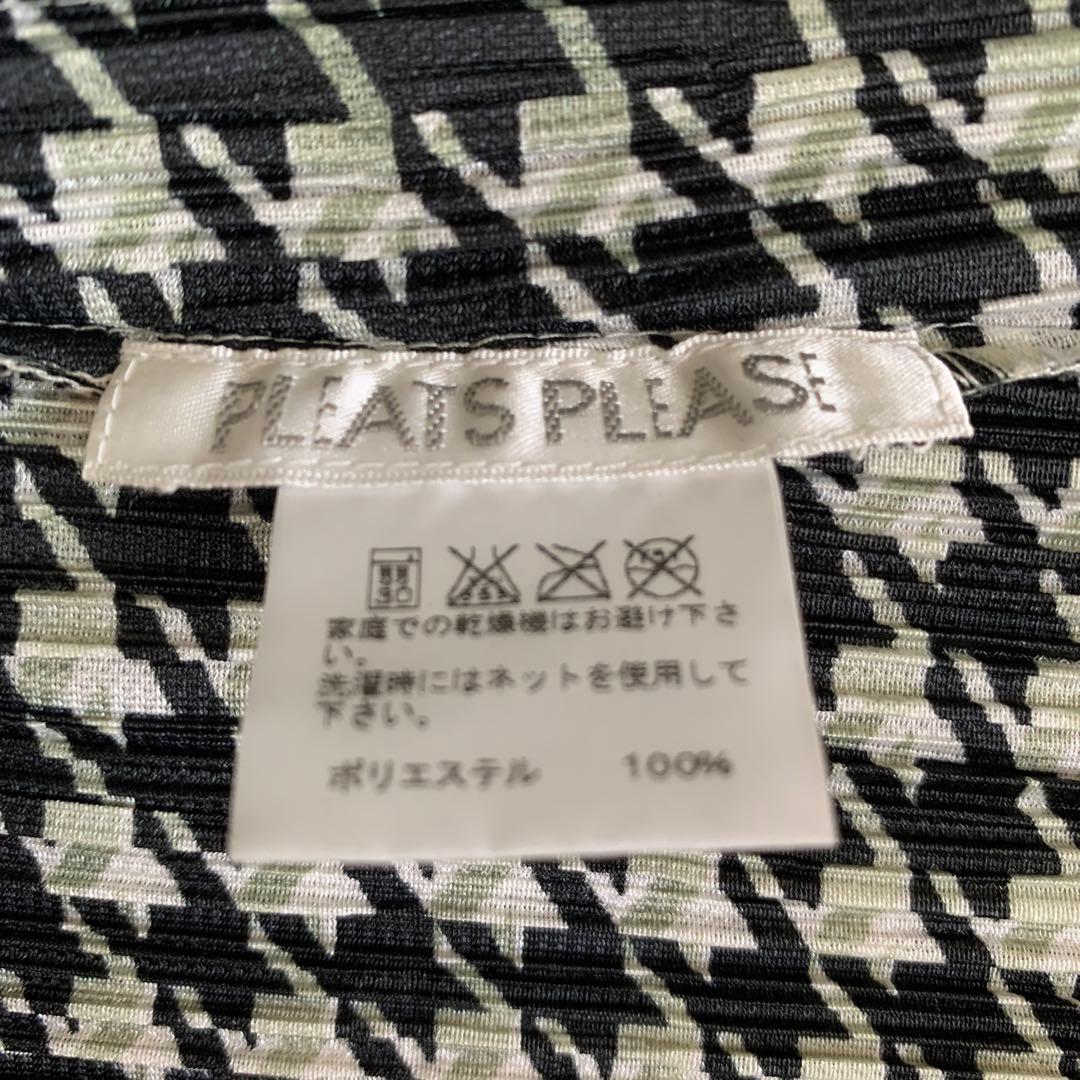 PLEATS PLEASE
家庭での乾燥機はお避け下さ
い。
洗濯時にはネットを使用して
下さい。
ポリエステル 100%